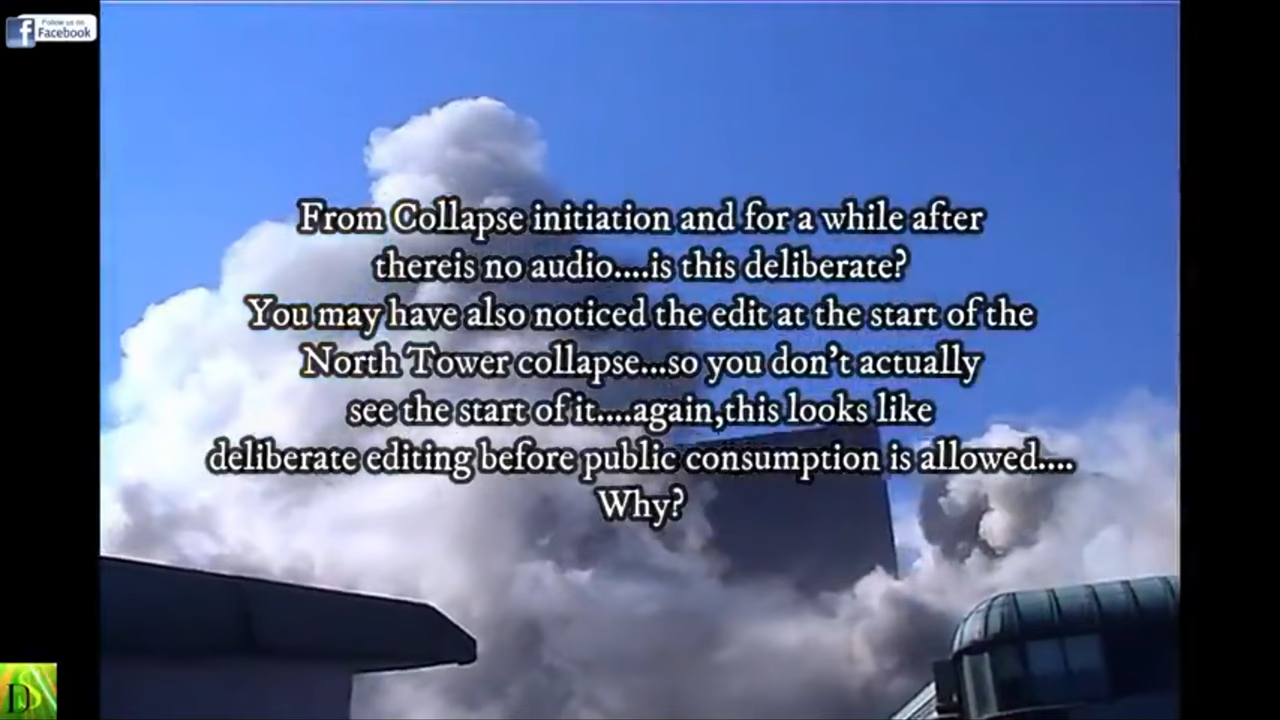 Follow us on
Facebook
From Collapse initiation and for a while after
thereis no audio....is this deliberate?
You may have also noticed the edit at the start of the
North Tower collapse...so you don't actually
see the start of it....again,this looks like
deliberate editing before public consumption is allowed....
Why?
DS